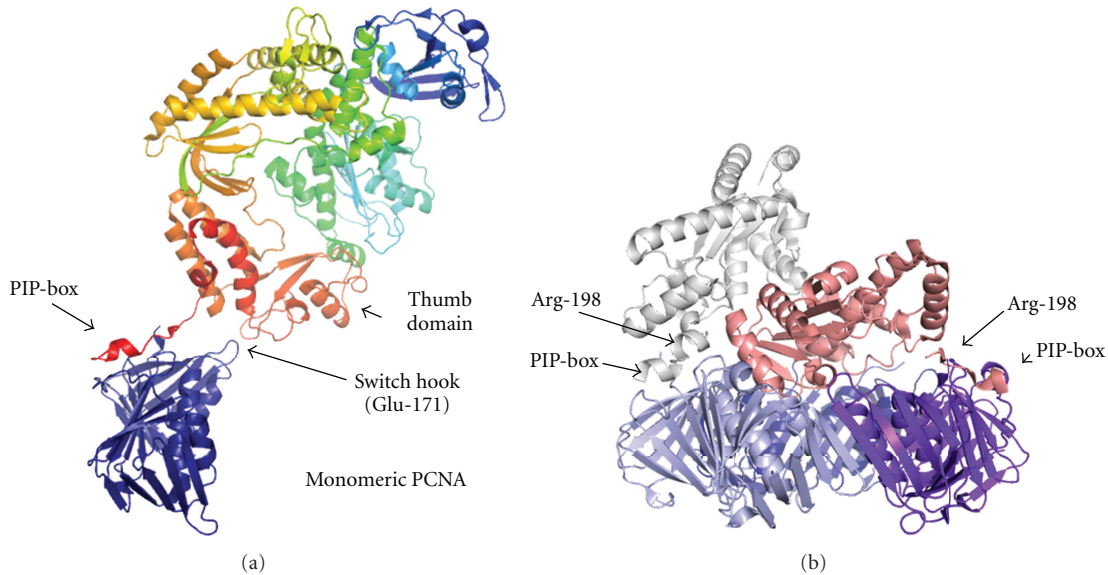 PIP-box
Thumb
domain
Switch hook
(Glu-171)
Monomeric PCNA
(a)
Arg-198
PIP-box
Arg-198
PIP-box
(b)